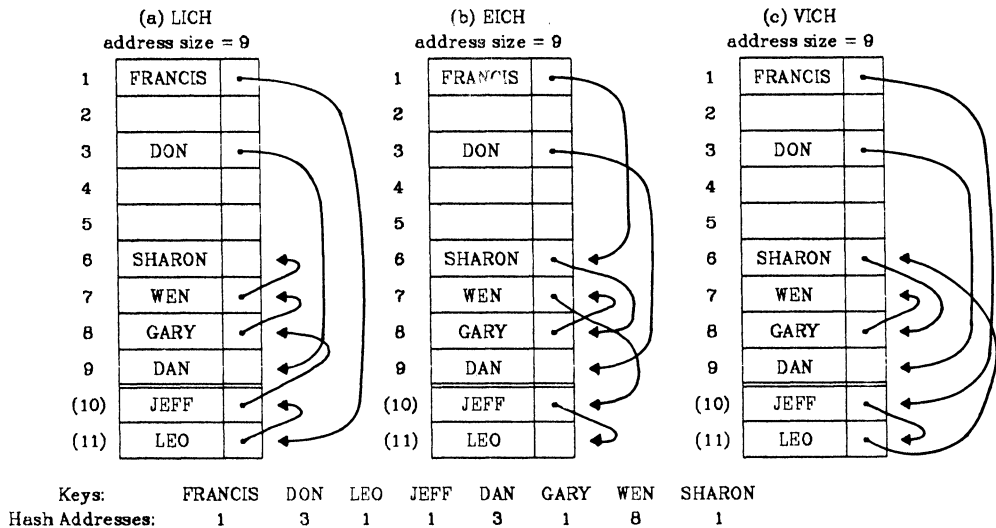 (a) LICH (b) EICH (c) VICH
address size = 9 address size = 9 address size = 9
1 FRANCIS 1 FRANCIS 1 FRANCIS
2 2 2
3 DON 3 DON 3 DON
4 4 4
5 5 5
6 SHARON 6 SHARON 6 SHARON
7 WEN 7 WEN 7 WEN
8 GARY 8 GARY 8 GARY
9 DAN 9 DAN 9 DAN
(10) JEFF (10) JEFF (10) JEFF
(11) LEO (11) LEO (11) LEO
Keys: FRANCIS DON LEO JEFF DAN GARY WEN SHARON
Hash Addresses: 1 3 1 1 3 1 8 1